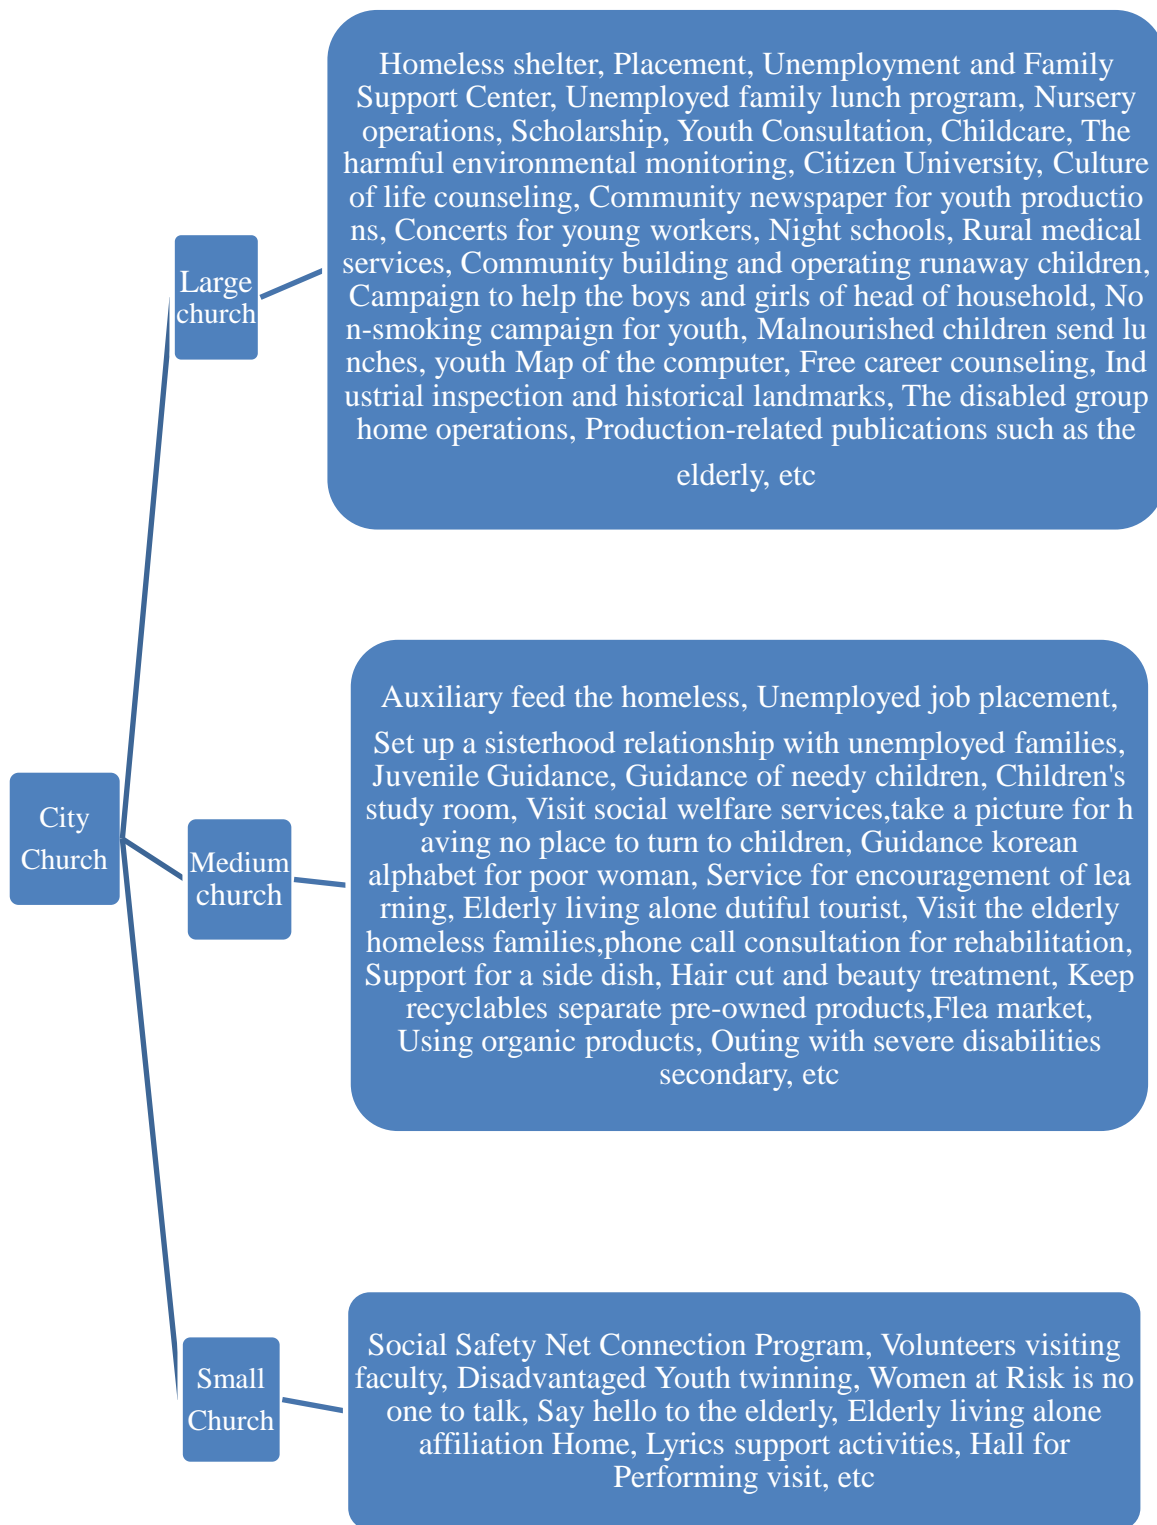 Homeless shelter, Placement, Unemployment and Family
Support Center, Unemployed family lunch program, Nursery
operations, Scholarship, Youth Consultation, Childcare, The
harmful environmental monitoring, Citizen University, Culture
of life counseling, Community newspaper for youth productio
ns, Concerts for young workers, Night schools, Rural medical
services, Community building and operating runaway children,
Campaign to help the boys and girls of head of household, No
n-smoking campaign for youth, Malnourished children send lu
nches, youth Map of the computer, Free career counseling, Ind
ustrial inspection and historical landmarks, The disabled group
home operations, Production-related publications such as the
elderly, etc
Large
church
Auxiliary feed the homeless, Unemployed job placement,
Set up a sisterhood relationship with unemployed families,
Juvenile Guidance, Guidance of needy children, Children's
study room, Visit social welfare services,take a picture for h
aving no place to turn to children, Guidance korean
alphabet for poor woman, Service for encouragement of lea
rning, Elderly living alone dutiful tourist, Visit the elderly
homeless families,phone call consultation for rehabilitation,
Support for a side dish, Hair cut and beauty treatment, Keep
recyclables separate pre-owned products,Flea market,
Using organic products, Outing with severe disabilities
secondary, etc
City
Church
Medium
church
Social Safety Net Connection Program, Volunteers visiting
faculty, Disadvantaged Youth twinning, Women at Risk is no
one to talk, Say hello to the elderly, Elderly living alone
affiliation Home, Lyrics support activities, Hall for
Performing visit, etc
Small
Church